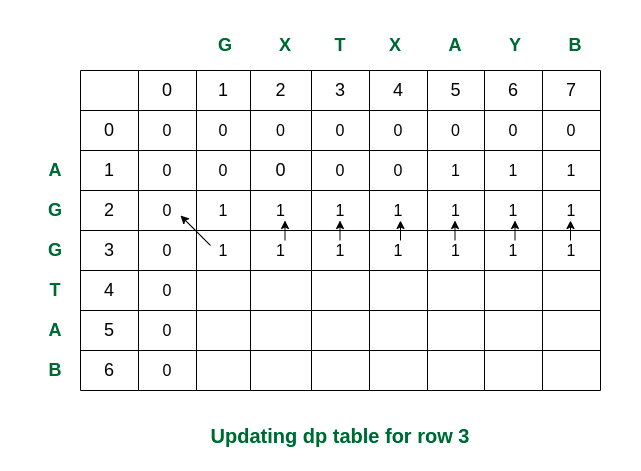 G X T X A Y B
0 1 2 3 4 5 6 7
0 0 0 0 0 0 0 0 0
A 1 0 0 0 0 0 1 1 1
G 2 0 1 1 1 1 1 1 1
G 3 0 1 1 1 1 1 1 1
T 4 0
A 5 0
B 6 0
Updating dp table for row 3